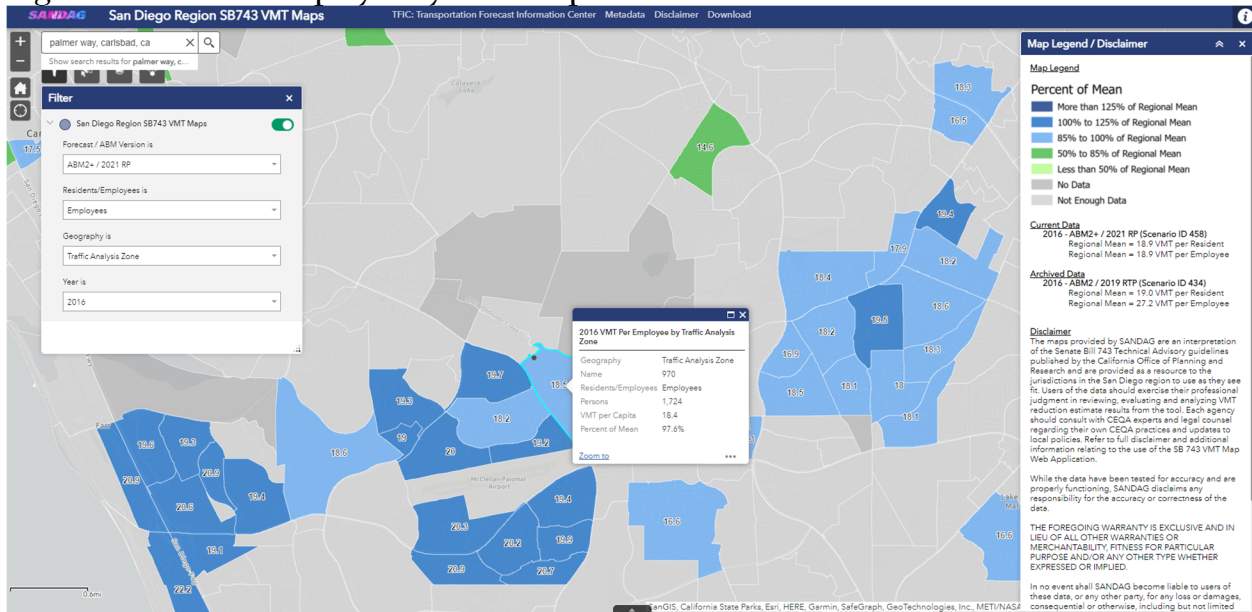 SANDAG San Diego Region SB743 VMT Maps TFIC: Transportation Forecast Information Center Metadata Disclaimer Download
palmer way, carlsbad, ca
Show search results for palmer way, c...
Filter
San Diego Region SB743 VMT Maps
Forecast / ABM Version is
ABM2+ / 2021 RP
Residents/Employees is
Employees
Geography is
Traffic Analysis Zone
Year is
2016
Calavera
Lake
17.5
14.6
18.3
16.5
19.4
17.9
18.2
18.4
18.6
19.5
18.2
18.3
16.9
18.5
18.1
18
18.1
19.7
18.5
19.3
18.2
19
20
19.2
18.6
19.6
19.3
20.9
20.9
19.4
20.6
19.1
22.2
McClellan-Palomar
Airport
19.4
20.3
20.2
19.9
20.9
20.7
16.6
16.6
2016 VMT Per Employee by Traffic Analysis
Zone
Geography Traffic Analysis Zone
Name 970
Residents/Employees Employees
Persons 1,724
VMT per Capita 18.4
Percent of Mean 97.6%
Zoom to
0.6mi
SanGIS, California State Parks, Esri, HERE, Garmin, SafeGraph, GeoTechnologies, Inc., METI/NASA
Map Legend / Disclaimer
Map Legend
Percent of Mean
More than 125% of Regional Mean
100% to 125% of Regional Mean
85% to 100% of Regional Mean
50% to 85% of Regional Mean
Less than 50% of Regional Mean
No Data
Not Enough Data
Current Data
2016 - ABM2+ / 2021 RP (Scenario ID 458)
Regional Mean = 18.9 VMT per Resident
Regional Mean = 18.9 VMT per Employee
Archived Data
2016 - ABM2 / 2019 RTP (Scenario ID 434)
Regional Mean = 19.0 VMT per Resident
Regional Mean = 27.2 VMT per Employee
Disclaimer
The maps provided by SANDAG are an interpretation
of the Senate Bill 743 Technical Advisory guidelines
published by the California Office of Planning and
Research and are provided as a resource to the
jurisdictions in the San Diego region to use as they see
fit. Users of the data should exercise their professional
judgment in reviewing, evaluating and analyzing VMT
reduction estimate results from the tool. Each agency
should consult with CEQA experts and legal counsel
regarding their own CEQA practices and updates to
local policies. Refer to full disclaimer and additional
information relating to the use of the SB 743 VMT Map
Web Application.
While the data have been tested for accuracy and are
properly functioning, SANDAG disclaims any
responsibility for the accuracy or correctness of the
data.
THE FOREGOING WARRANTY IS EXCLUSIVE AND IN
LIEU OF ALL OTHER WARRANTIES OR
MERCHANTABILITY, FITNESS FOR PARTICULAR
PURPOSE AND/OR ANY OTHER TYPE WHETHER
EXPRESSED OR IMPLIED.
In no event shall SANDAG become liable to users of
these data, or any other party, for any loss or damages,
consequential or otherwise, including but not limited